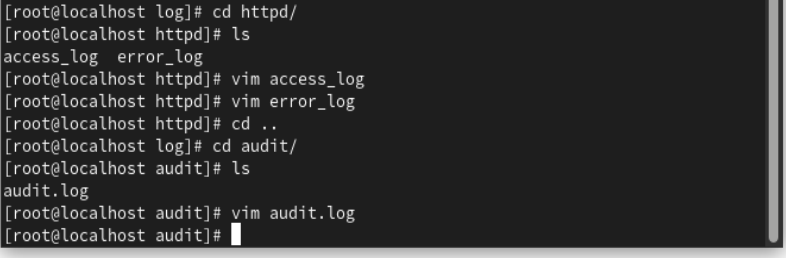 [root@localhost log]# cd httpd/
[root@localhost httpd]# ls
access_log  error_log
[root@localhost httpd]# vim access_log
[root@localhost httpd]# vim error_log
[root@localhost httpd]# cd ..
[root@localhost log]# cd audit/
[root@localhost audit]# ls
audit.log
[root@localhost audit]# vim audit.log
[root@localhost audit]#